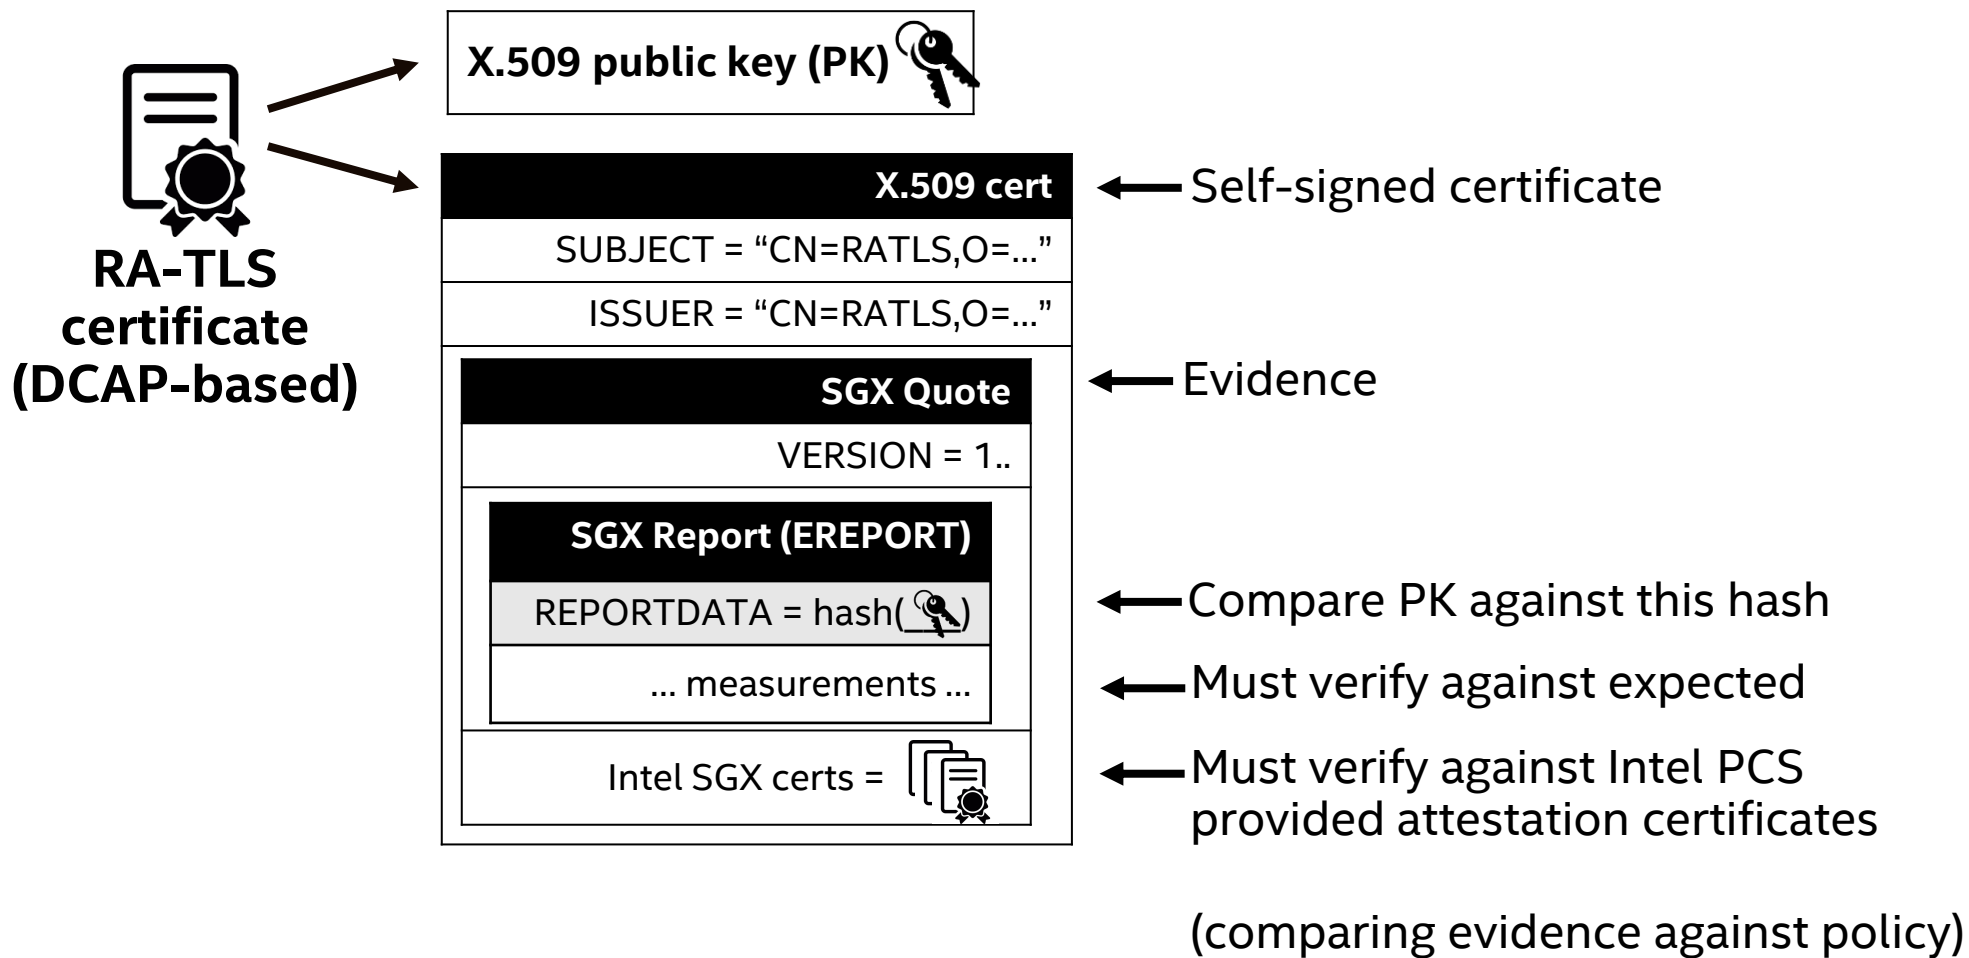 X.509 public key (PK)
RA-TLS
certificate
(DCAP-based)
X.509 cert
Self-signed certificate
SUBJECT = “CN=RATLS,O=...”
ISSUER = “CN=RATLS,O=...”
SGX Quote
Evidence
VERSION = 1..
SGX Report (EREPORT)
REPORTDATA = hash(___)
Compare PK against this hash
... measurements ...
Must verify against expected
Intel SGX certs =
Must verify against Intel PCS
provided attestation certificates
(comparing evidence against policy)